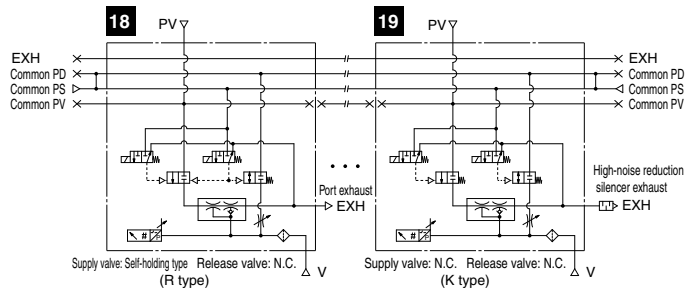 18
PV
19
PV
EXH
Common PD
Common PS
Common PV
EXH
Common PD
Common PS
Common PV
Port exhaust
EXH
High-noise reduction
silencer exhaust
EXH
#
#
Supply valve: Self-holding type Release valve: N.C.
(R type)
V
Supply valve: N.C. Release valve: N.C.
(K type)
V